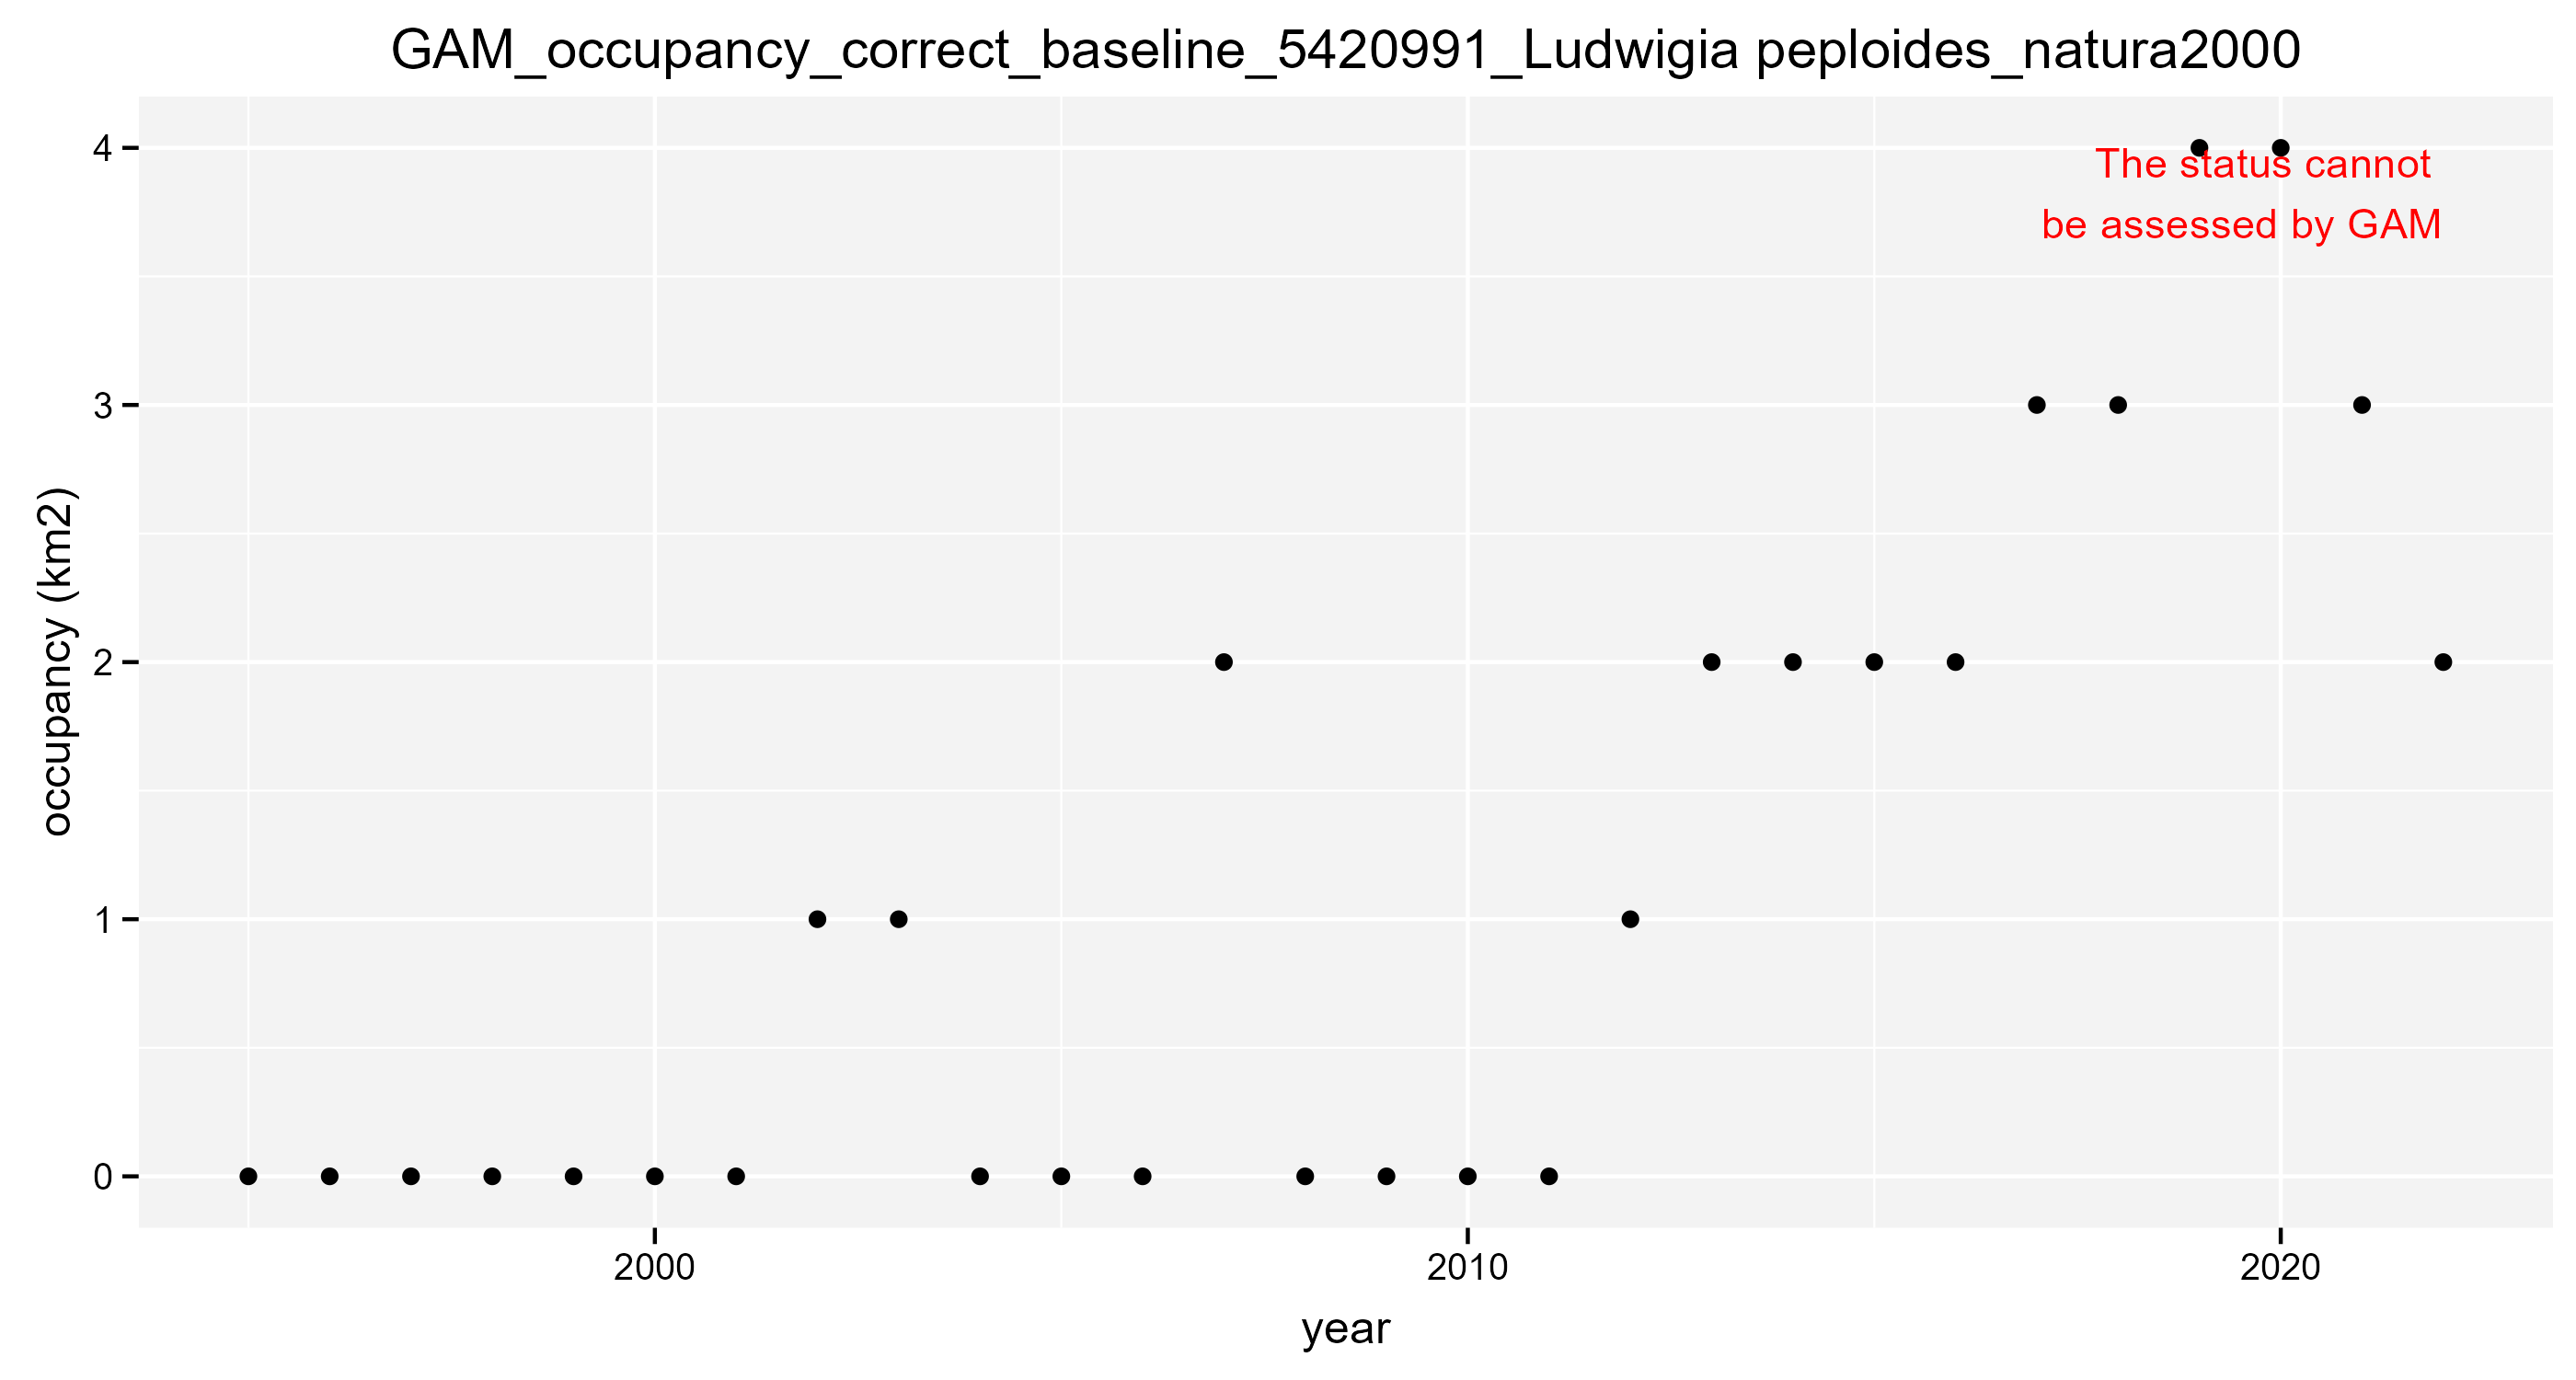 GAM_occupancy_correct_baseline_5420991_Ludwigia peploides_natura2000
4
The status cannot
be assessed by GAM
3
occupancy (km2)
2
1
0
2000
2010
2020
year